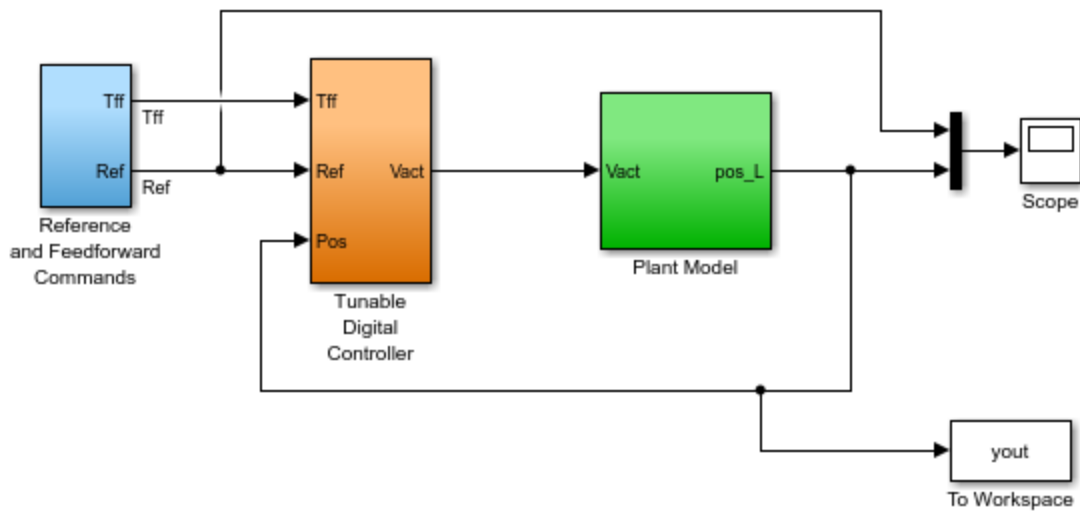 Tff
Tff
Ref
Ref
Reference
and Feedforward
Commands
Tff
Ref
Vact
Pos
Tunable
Digital
Controller
Vact
pos_L
Plant Model
Scope
yout
To Workspace